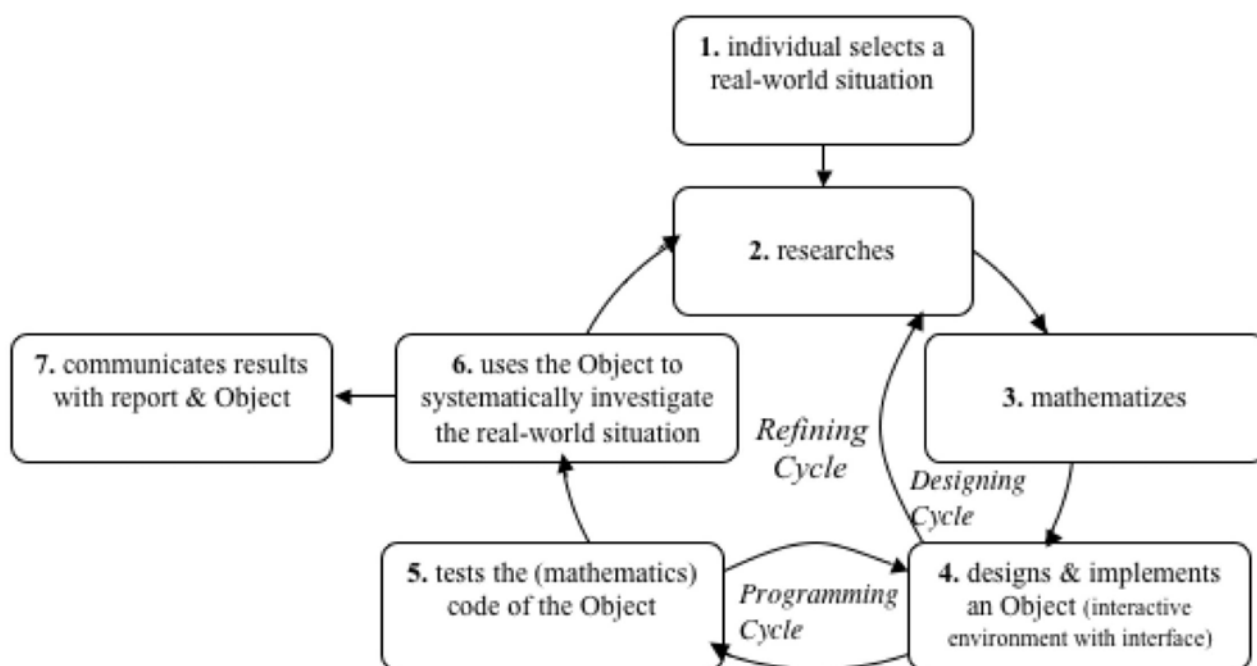 1. individual selects a
real-world situation
2. researches
3. mathematizes
Designing
Cycle
4. designs & implements
an Object (interactive
environment with interface)
Programming
Cycle
5. tests the (mathematics)
code of the Object
6. uses the Object to
systematically investigate
the real-world situation
Refining
Cycle
7. communicates results
with report & Object